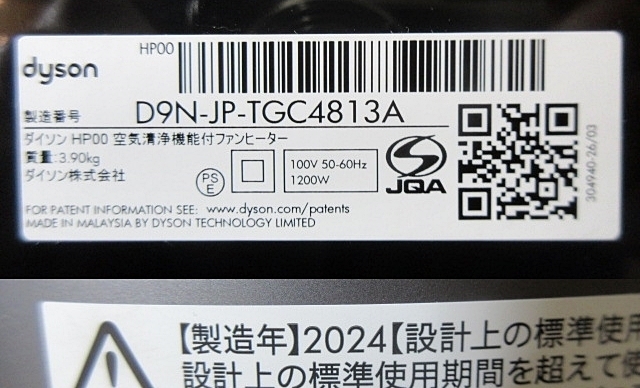 HP00
dyson
製造番号 D9N-JP-TGC4813A
ダイソン HP00 空気清浄機能付ファンヒーター
質量:3.90kg
ダイソン株式会社
PS
E
100V 50-60Hz
1200W
JQA
304940-26/03
FOR PATENT INFORMATION SEE: www.dyson.com/patents
MADE IN MALAYSIA BY DYSON TECHNOLOGY LIMITED
【製造年】2024【設計上の標準使用
設計上の標準使用期間を超えて使